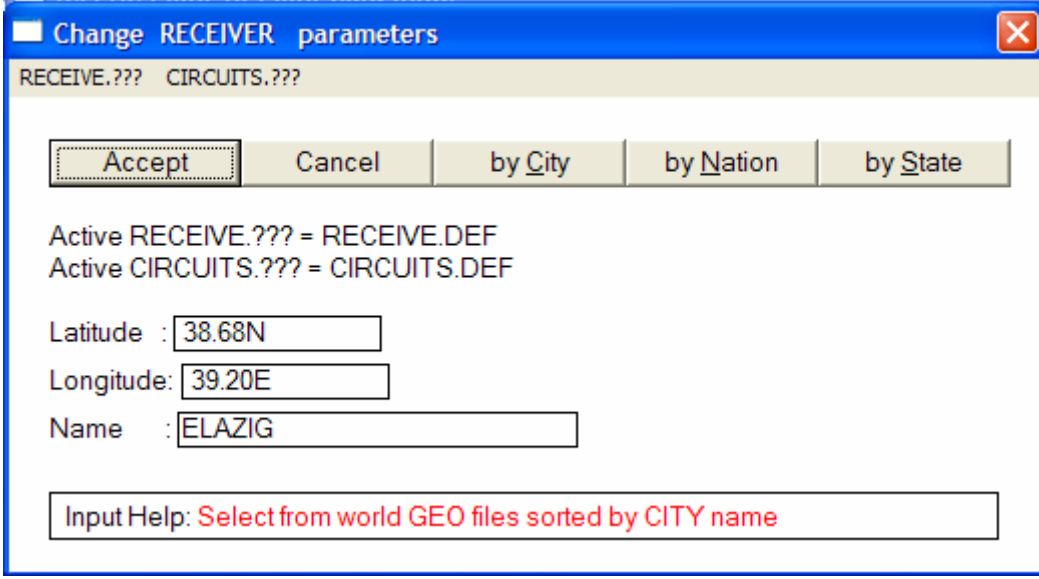 Change RECEIVER parameters
RECEIVE.??? CIRCUITS.???
Accept Cancel by City by Nation by State
Active RECEIVE.??? = RECEIVE.DEF
Active CIRCUITS.??? = CIRCUITS.DEF
Latitude : 38.68N
Longitude: 39.20E
Name : ELAZIG
Input Help: Select from world GEO files sorted by CITY name